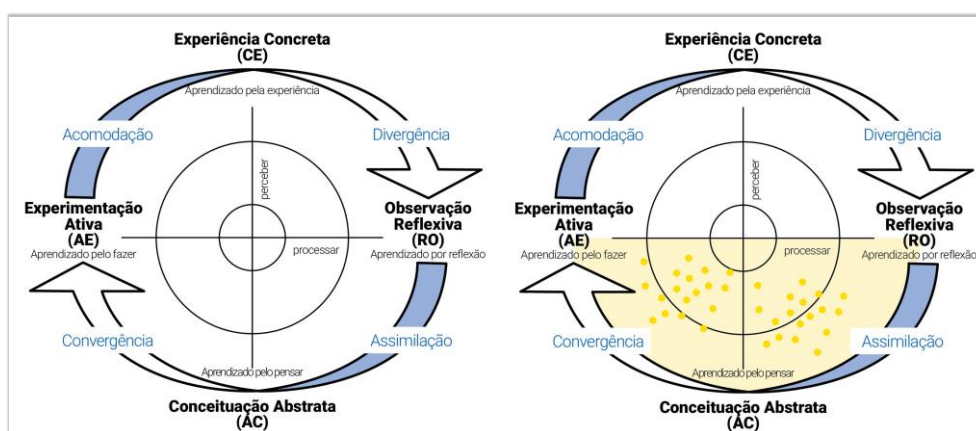 Experiência Concreta
(CE)
Aprendizado pela experiência
Acomodação
Divergência
perceber
Experimentação
Ativa
(AE)
Aprendizado pelo fazer
Observação
Reflexiva
(RO)
Aprendizado por reflexão
processar
Convergência
Assimilação
Aprendizado pelo pensar
Conceituação Abstrata
(AC)
Experiência Concreta
(CE)
Aprendizado pela experiência
Acomodação
Divergência
perceber
Experimentação
Ativa
(AE)
Aprendizado pelo fazer
Observação
Reflexiva
(RO)
Aprendizado por reflexão
processar
Convergência
Assimilação
Aprendizado pelo pensar
Conceituação Abstrata
(AC)